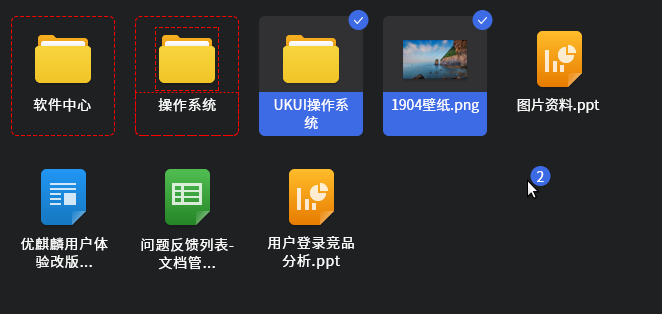 软件中心
操作系统
UKUI操作系
统
1904壁纸.png
图片资料.ppt
2
优麒麟用户体
验改版...
问题反馈列表-
文档管...
用户登录竞品
分析.ppt